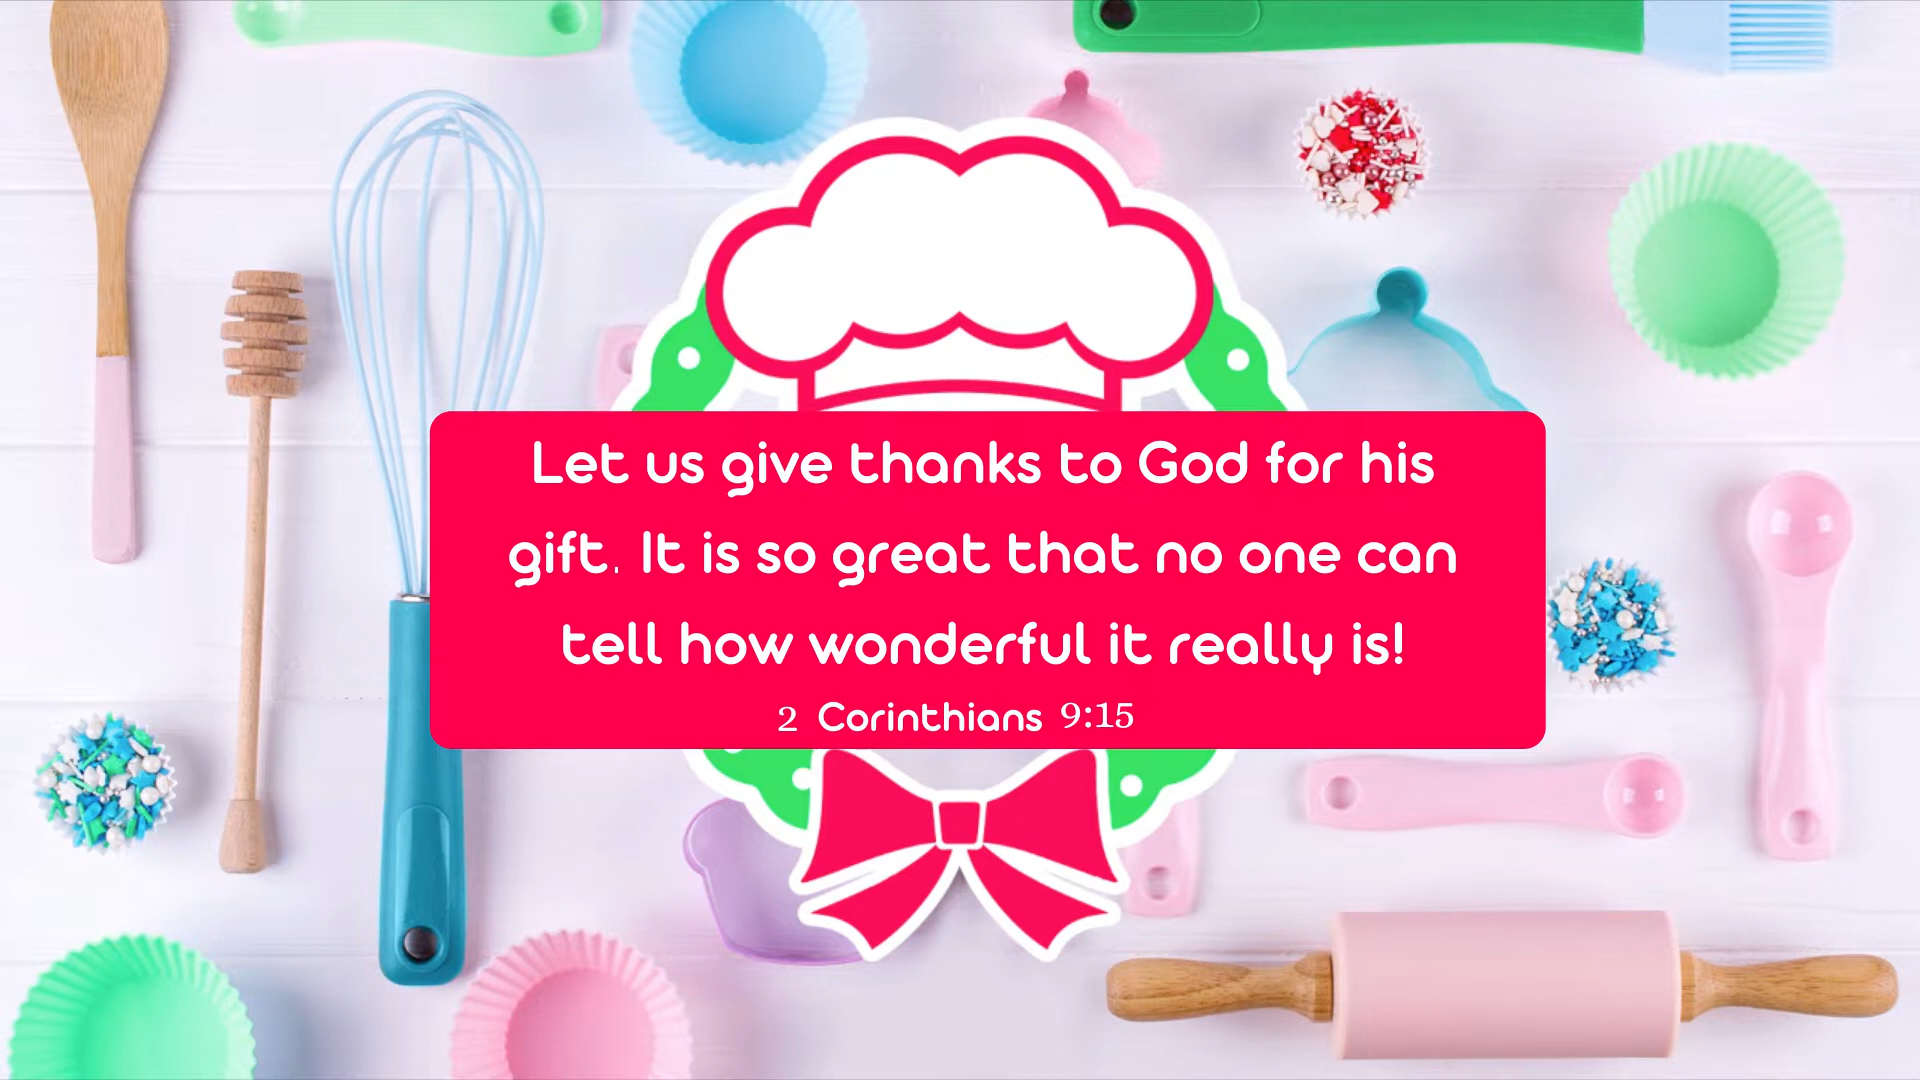 Let us give thanks to God for his
gift. It is so great that no one can
tell how wonderful it really is!
2 Corinthians 9:15